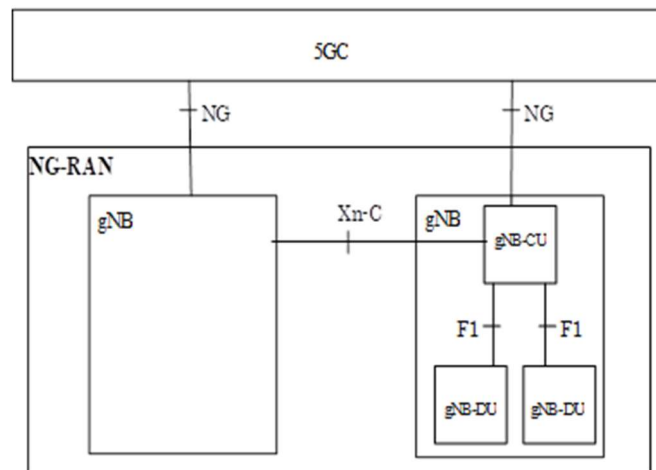 5GC
NG
NG
NG-RAN
gNB
Xn-C
gNB
gNB-CU
F1
F1
gNB-DU
gNB-DU